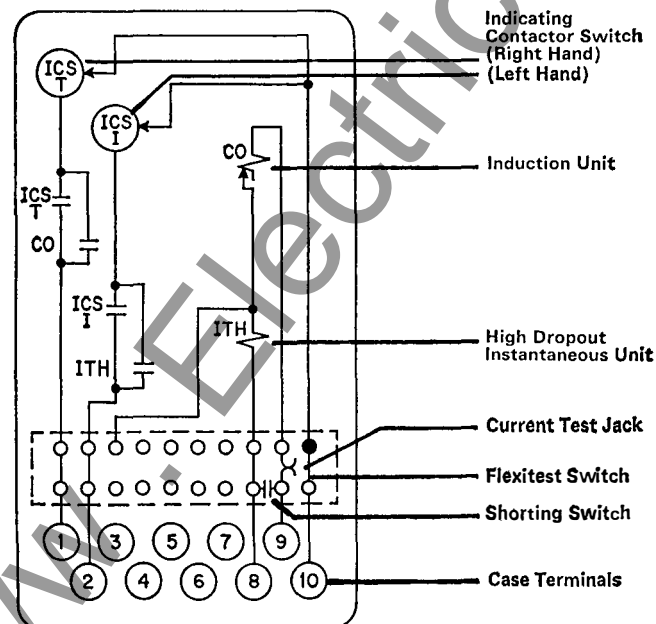 Indicating
Contactor Switch
(Right Hand)
(Left Hand)
ICS
T
ICS
I
CO
Induction Unit
ICS
T
CO
ICS
I
ITH
ITH
High Dropout
Instantaneous Unit
Current Test Jack
Flexitest Switch
Shorting Switch
1
3
5
7
9
2
4
6
8
10
Case Terminals
w. Electric